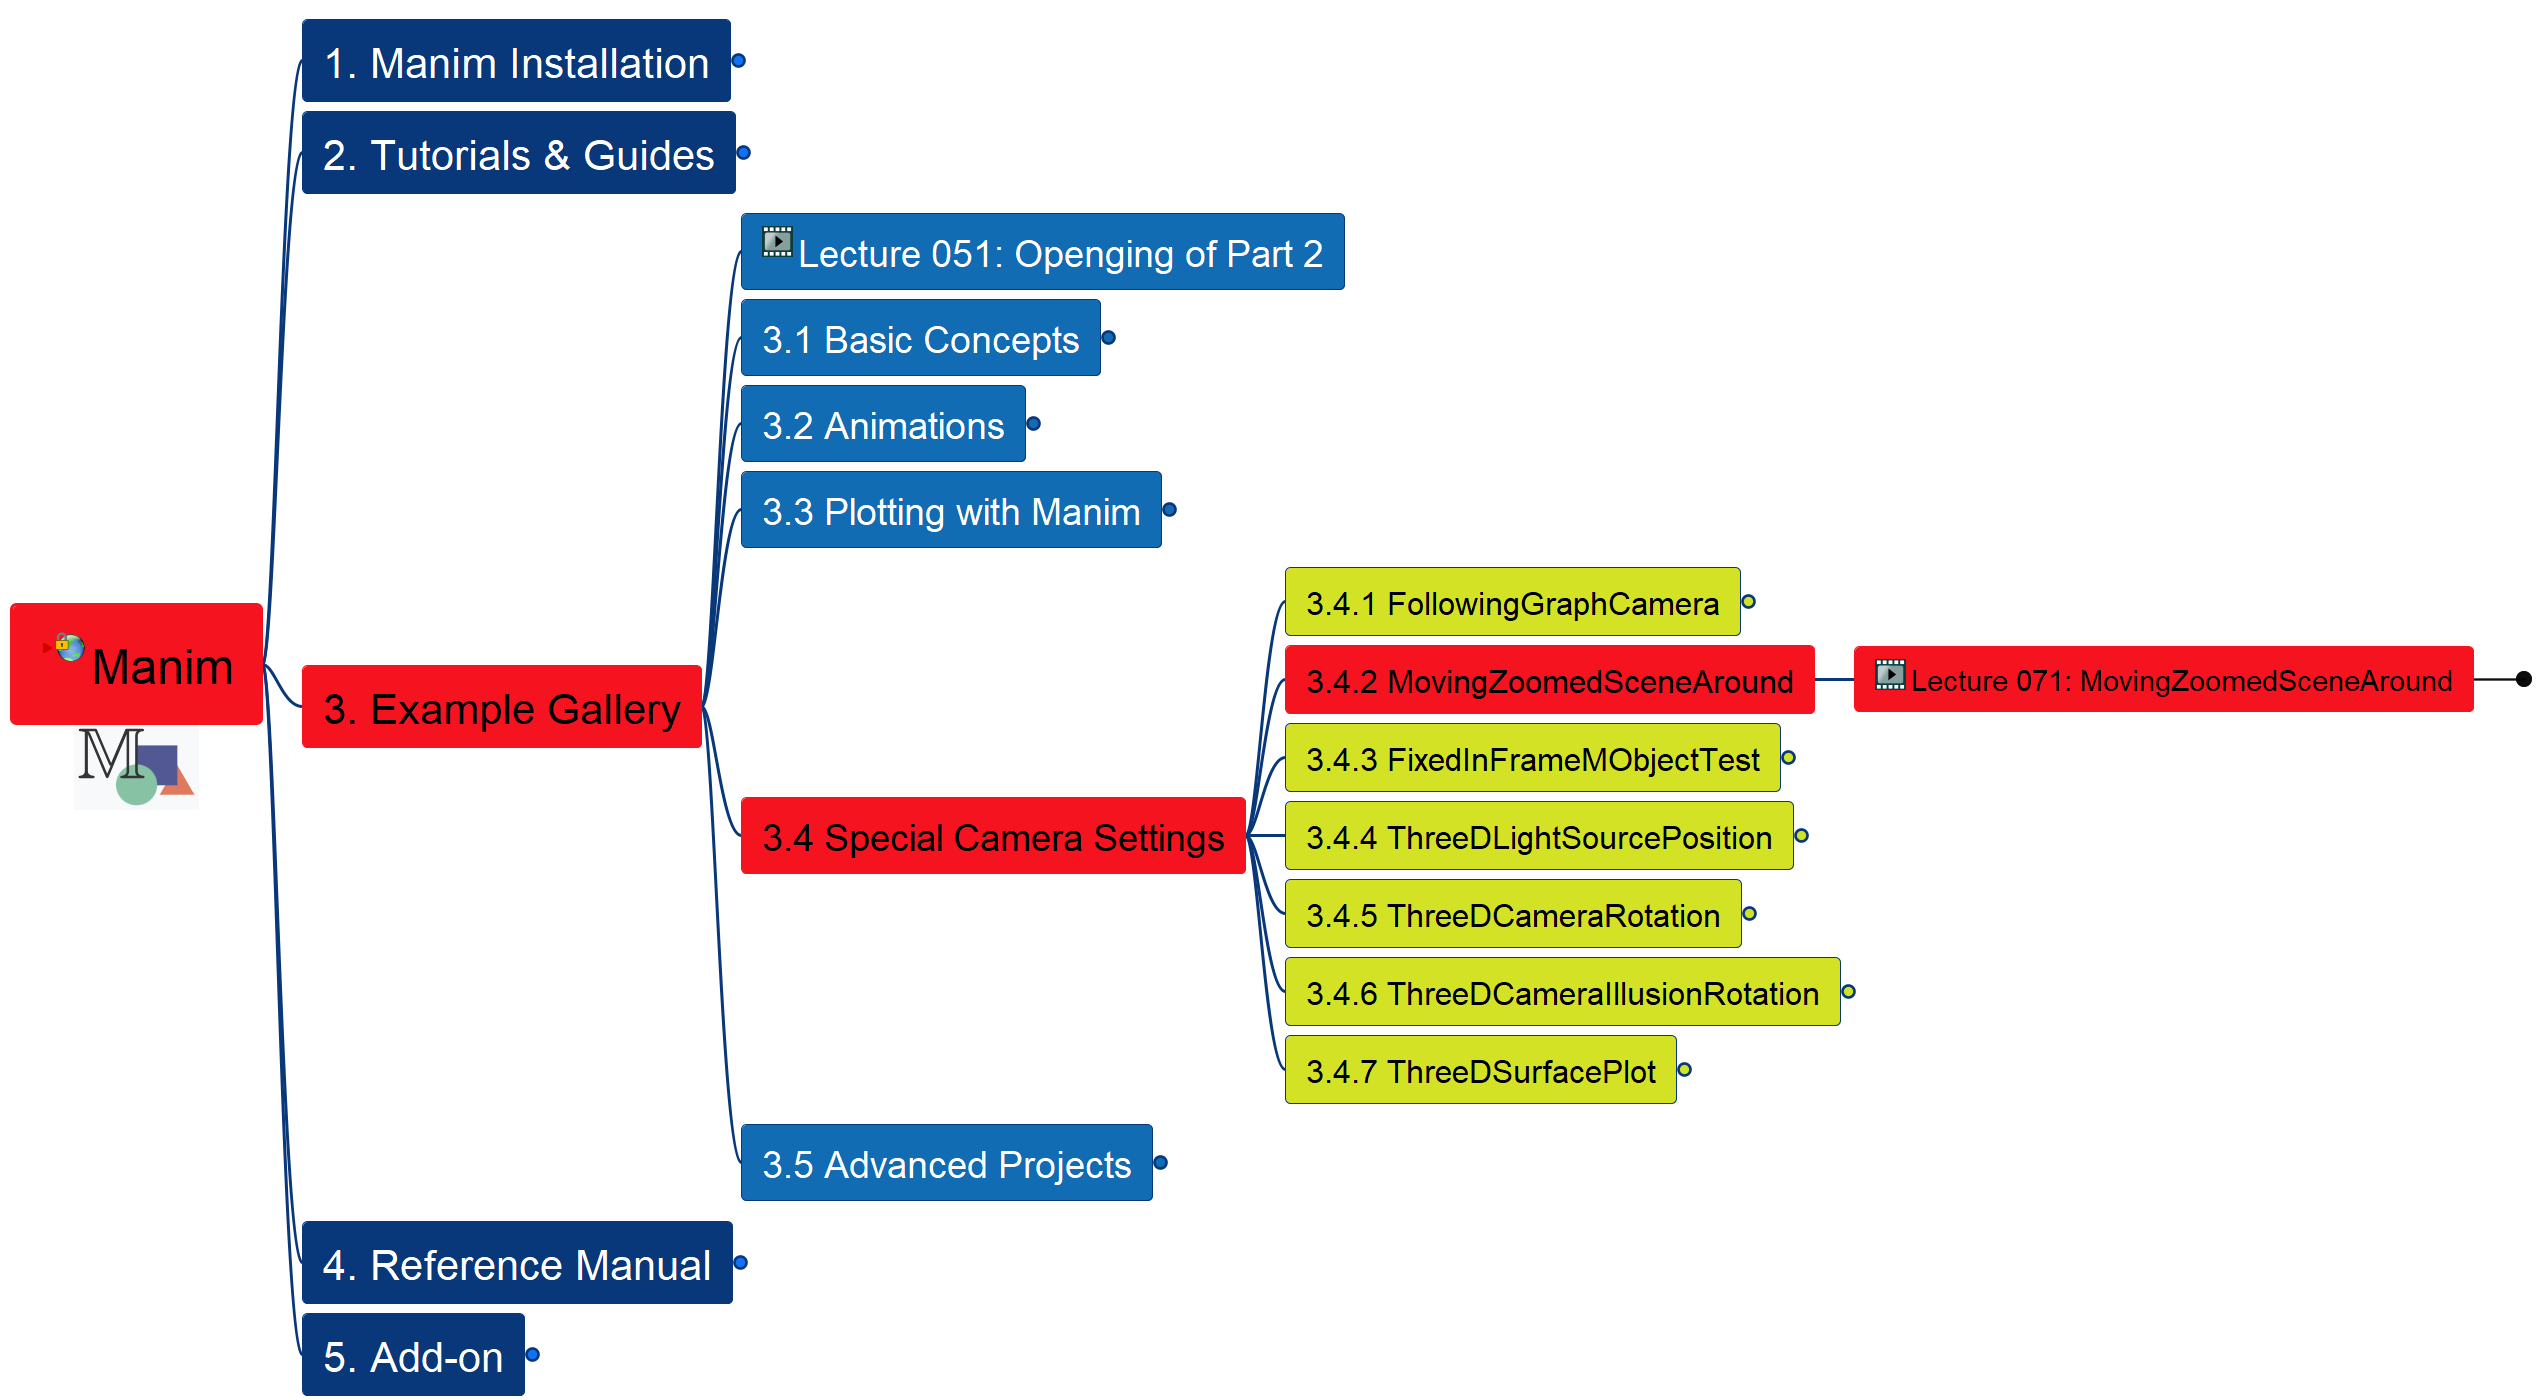 1. Manim Installation
2. Tutorials & Guides
Lecture 051: Openging of Part 2
3.1 Basic Concepts
3.2 Animations
3.3 Plotting with Manim
Manim
M
3. Example Gallery
3.4 Special Camera Settings
3.4.1 FollowingGraphCamera
3.4.2 MovingZoomedSceneAround
Lecture 071: MovingZoomedSceneAround
3.4.3 FixedInFrameMObjectTest
3.4.4 ThreeDLightSourcePosition
3.4.5 ThreeDCameraRotation
3.4.6 ThreeDCameraIllusionRotation
3.4.7 ThreeDSurfacePlot
3.5 Advanced Projects
4. Reference Manual
5. Add-on